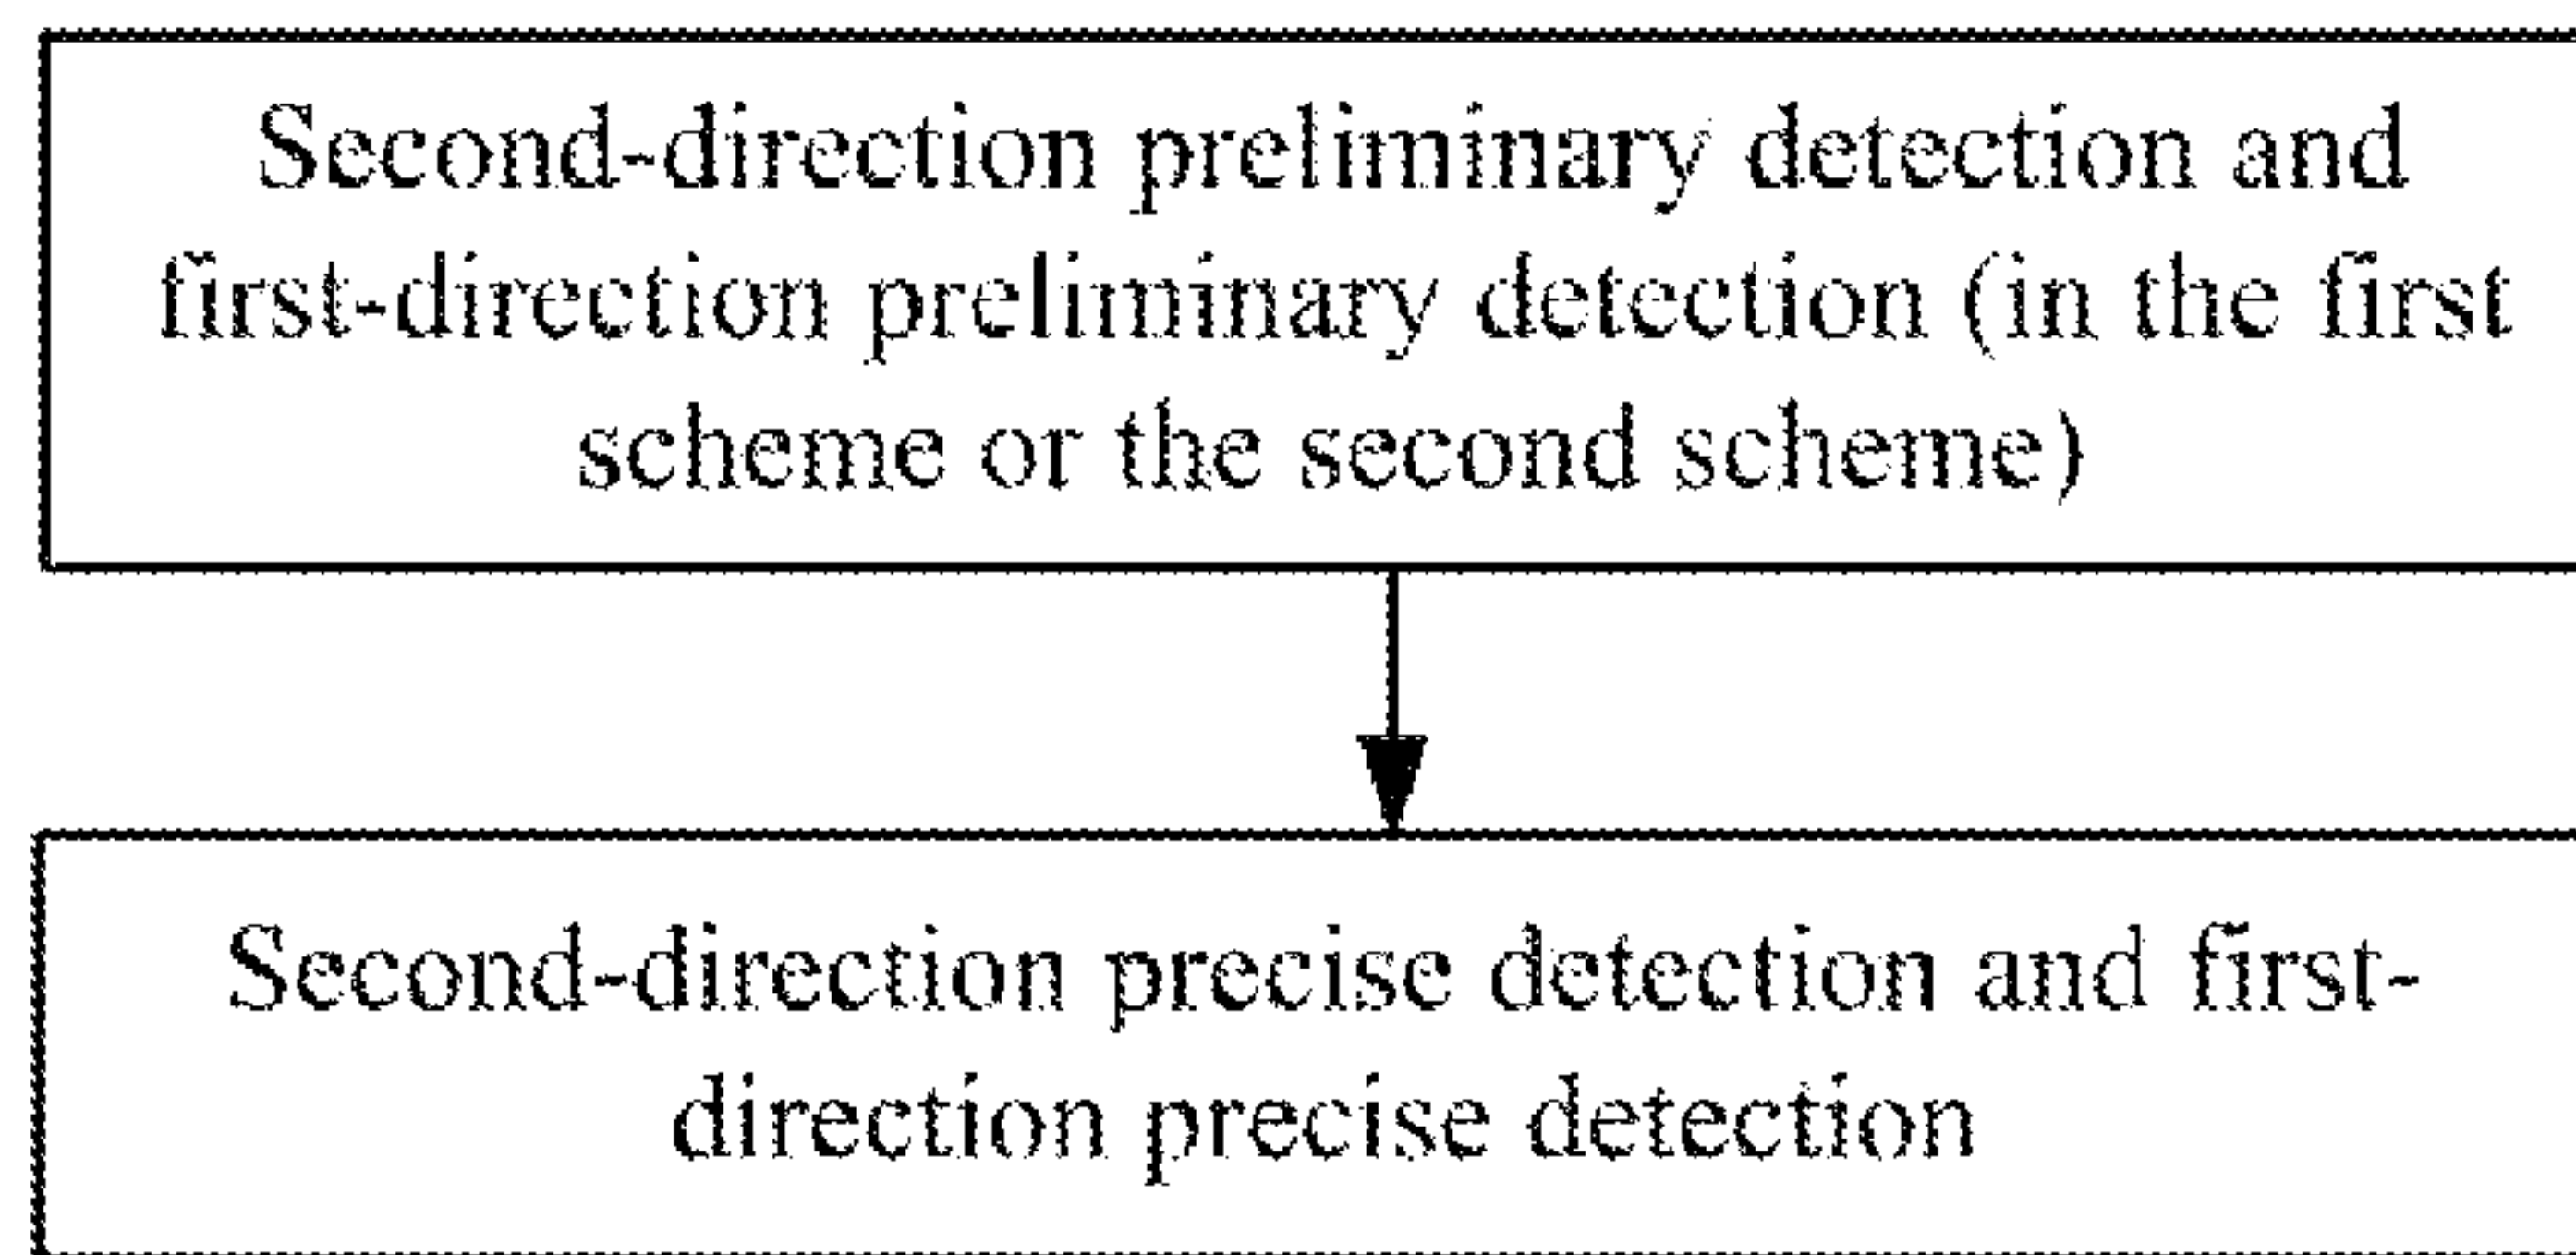 Second-direction preliminary detection and
first-direction preliminary detection (in the first
scheme or the second scheme)
Second-direction precise detection and first-
direction precise detection